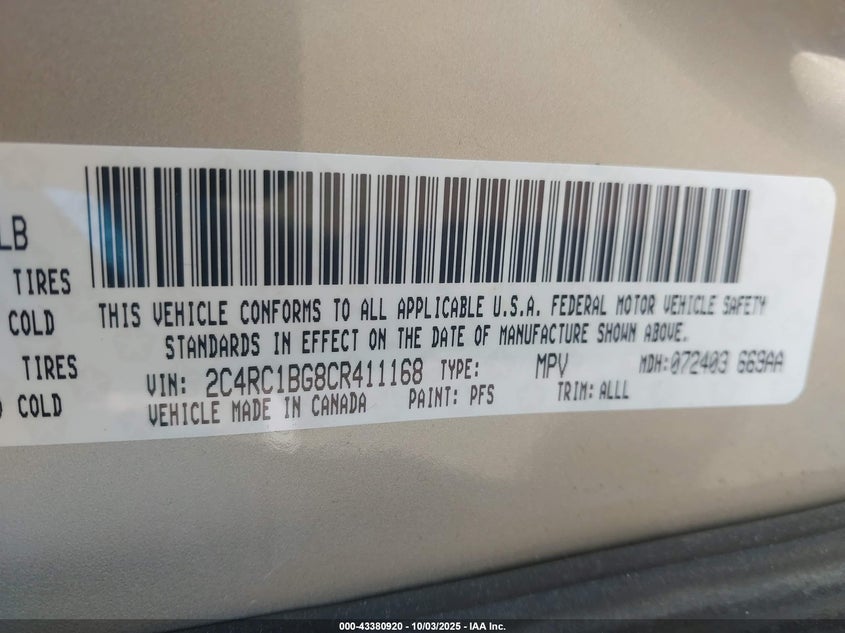 LB
TIRES
COLD
TIRES
COLD
THIS VEHICLE CONFORMS TO ALL APPLICABLE U.S.A. FEDERAL MOTOR VEHICLE SAFETY
STANDARDS IN EFFECT ON THE DATE OF MANUFACTURE SHOWN ABOVE.
VIN: 2C4RC1BG8CR411168 TYPE: MPV MDH:072403 669AA
VEHICLE MADE IN CANADA PAINT: PFS TRIM: ALLL
000-43380920 - 10/03/2025 - IAA Inc.